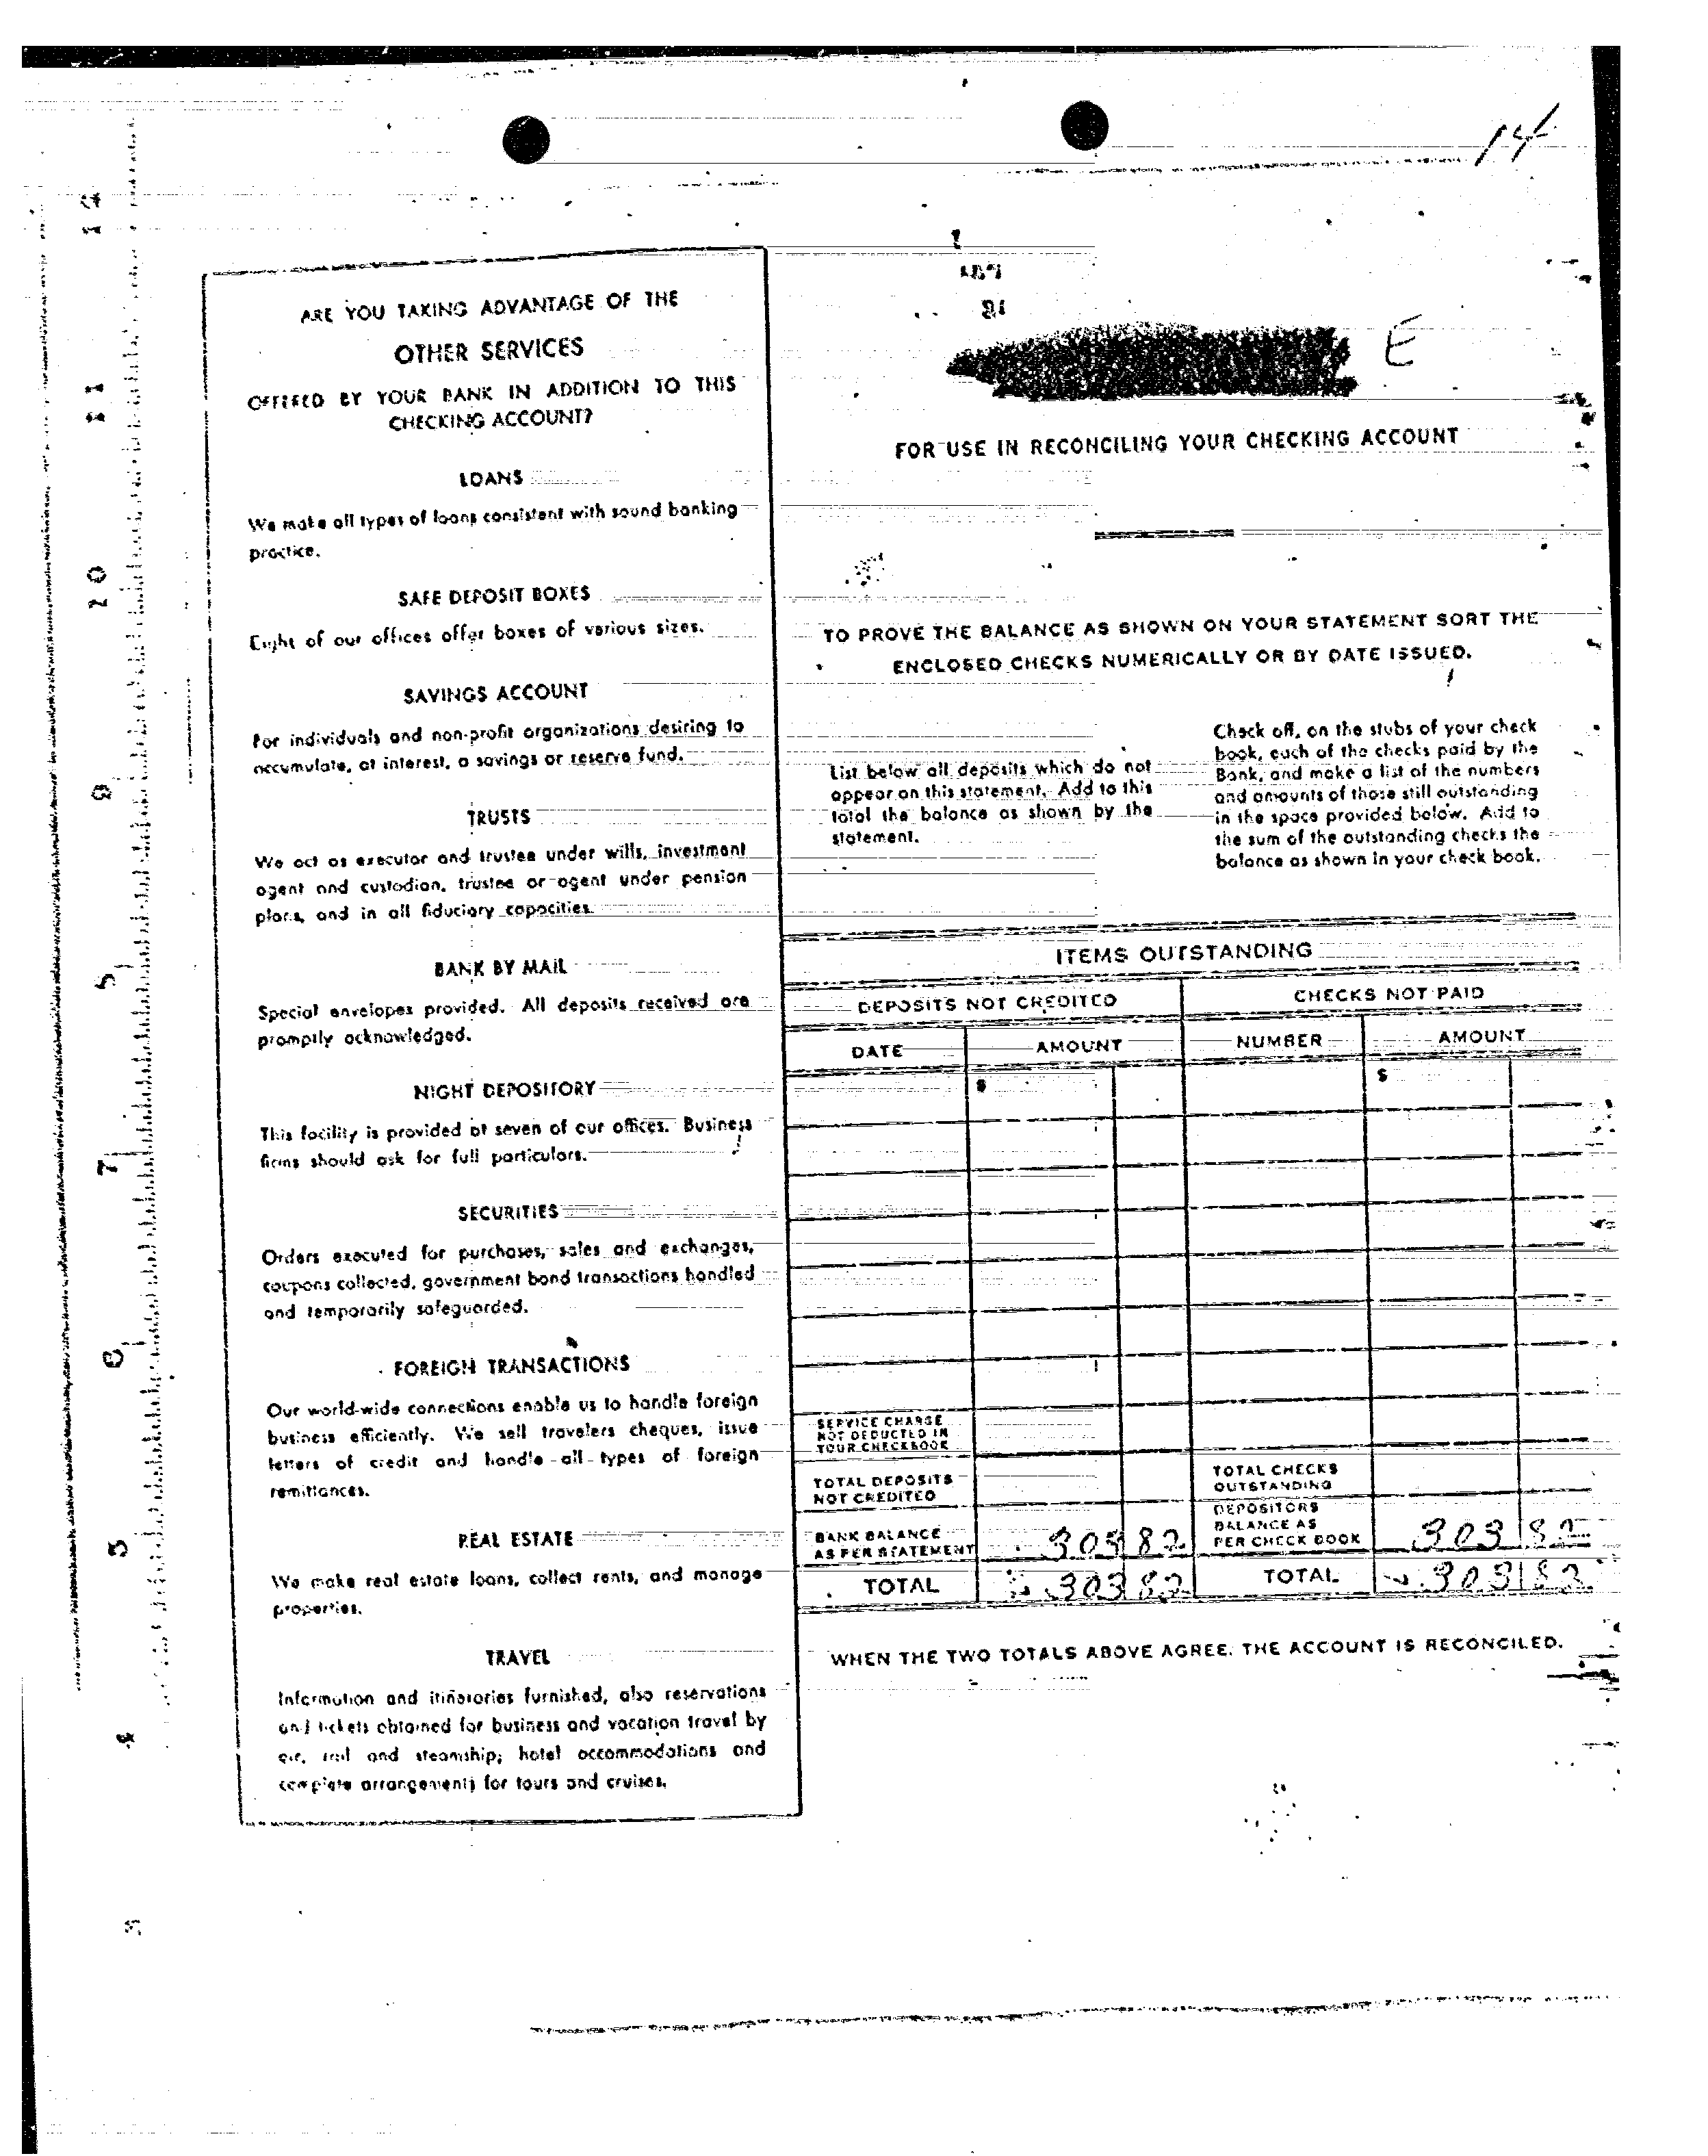 14
ARE YOU TAKING ADVANTAGE OF THE
OTHER SERVICES
OFFERED BY YOUR BANK IN ADDITION TO THIS
CHECKING ACCOUNT?
LOANS
We make all types of loans consistent with sound banking
practice.
SAFE DEPOSIT BOXES
Eight of our offices offer boxes of various sizes.
SAVINGS ACCOUNT
For individuals and non-profit organizations desiring to
accumulate, at interest, a savings or reserve fund.
TRUSTS
We act as executor and trustee under wills, investment
agent and custodian, trustee or agent under pension
plans, and in all fiduciary capacities.
BANK BY MAIL
Special envelopes provided. All deposits received are
promptly acknowledged.
NIGHT DEPOSITORY
This facility is provided at seven of our offices. Business
firms should ask for full particulars.
SECURITIES
Orders executed for purchases, sales and exchanges,
coupons collected, government bond transactions handled
and temporarily safeguarded.
FOREIGN TRANSACTIONS
Our world-wide connections enable us to handle foreign
business efficiently. We sell travelers cheques, issue
letters of credit and handle all types of foreign
remittances.
REAL ESTATE
We make real estate loans, collect rents, and manage
properties.
TRAVEL
Information and itineraries furnished, also reservations
and tickets obtained for business and vacation travel by
air, rail and steamship; hotel accommodations and
complete arrangements for tours and cruises.
E
FOR USE IN RECONCILING YOUR CHECKING ACCOUNT
TO PROVE THE BALANCE AS SHOWN ON YOUR STATEMENT SORT THE
ENCLOSED CHECKS NUMERICALLY OR BY DATE ISSUED.
List below all deposits which do not
appear on this statement. Add to this
total the balance as shown by the
statement.
Check off, on the stubs of your check
book, each of the checks paid by the
Bank, and make a list of the numbers
and amounts of those still outstanding
in the space provided below. Add to
the sum of the outstanding checks the
balance as shown in your check book.
ITEMS OUTSTANDING
DEPOSITS NOT CREDITED CHECKS NOT PAID
DATE AMOUNT NUMBER AMOUNT
$ $
SERVICE CHARGE
NOT DEDUCTED IN
YOUR CHECKBOOK
TOTAL DEPOSITS
NOT CREDITED
TOTAL CHECKS
OUTSTANDING
BANK BALANCE
AS PER STATEMENT 303 82
DEPOSITORS
BALANCE AS
PER CHECK BOOK 303 82
TOTAL 303 82 TOTAL 303 82
WHEN THE TWO TOTALS ABOVE AGREE, THE ACCOUNT IS RECONCILED.